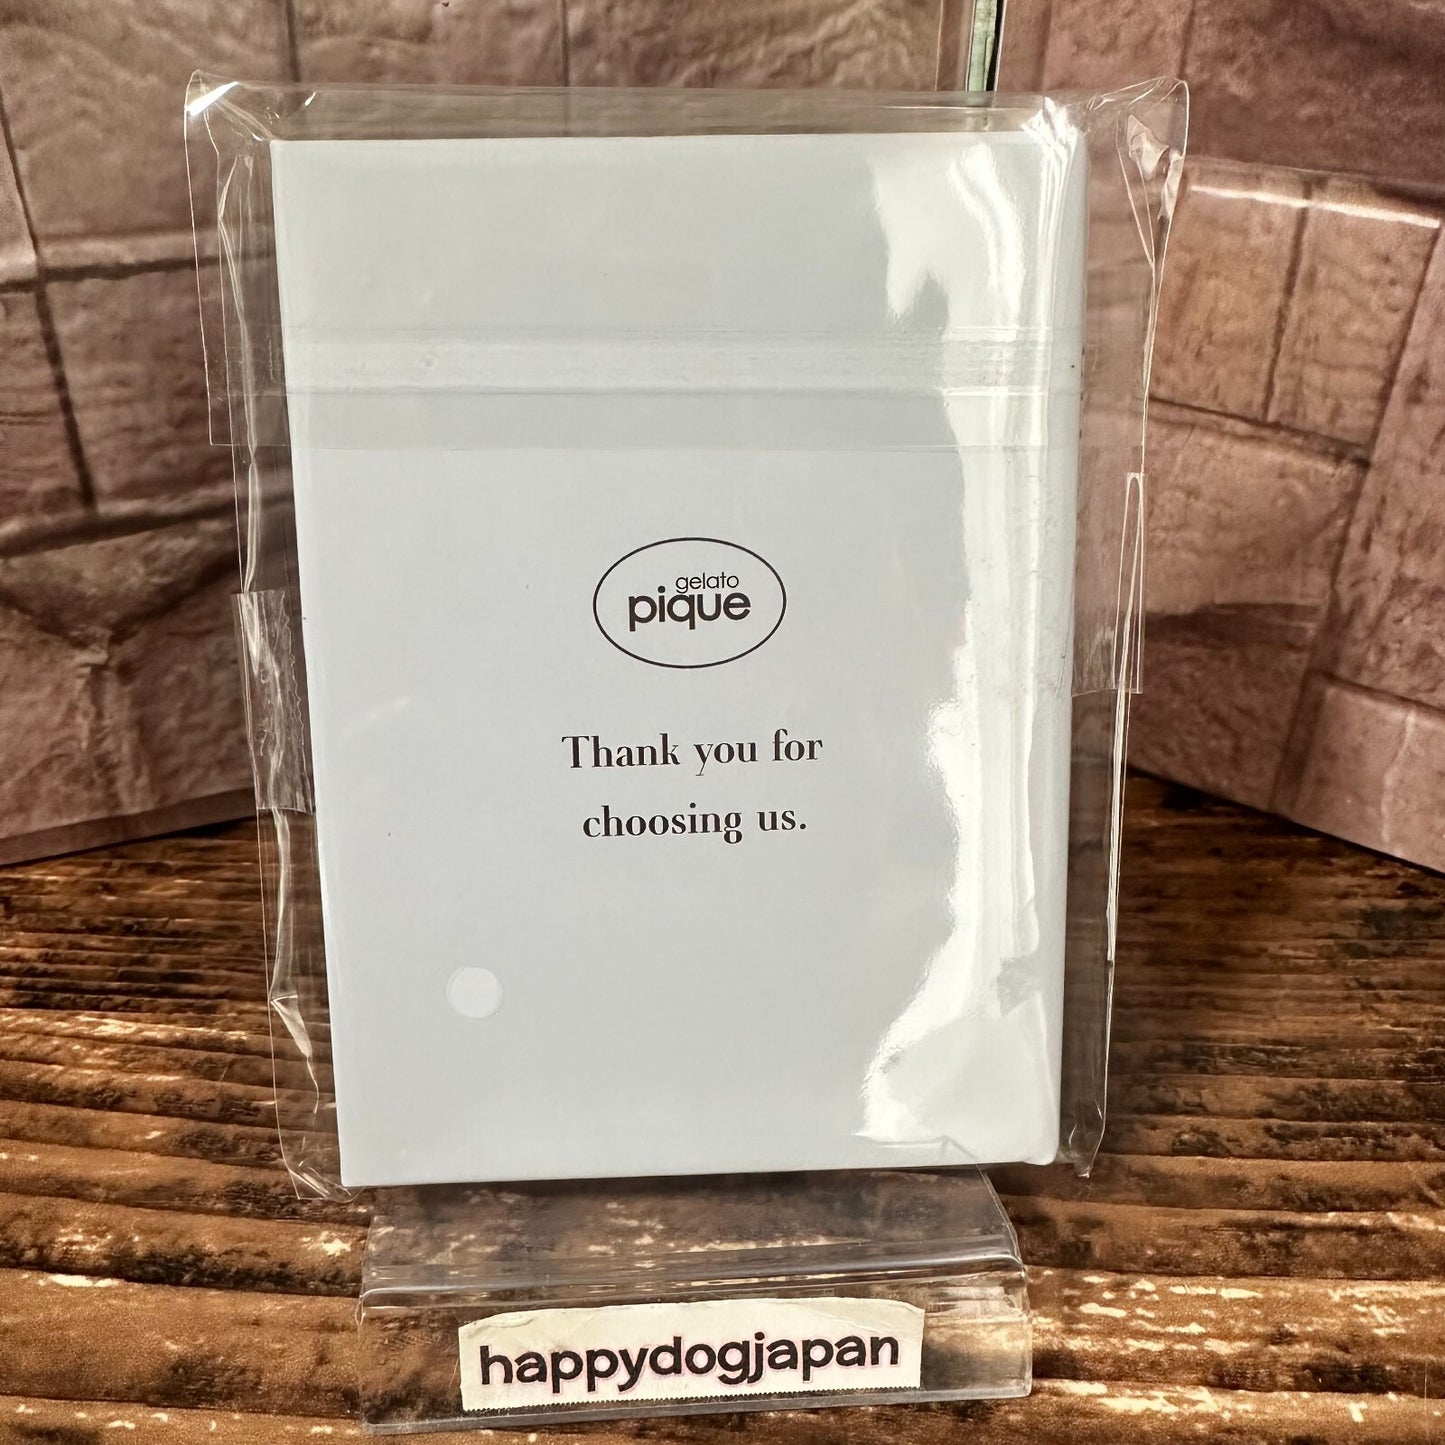 gelato
pique
Thank you for
choosing us.
happydogjapan